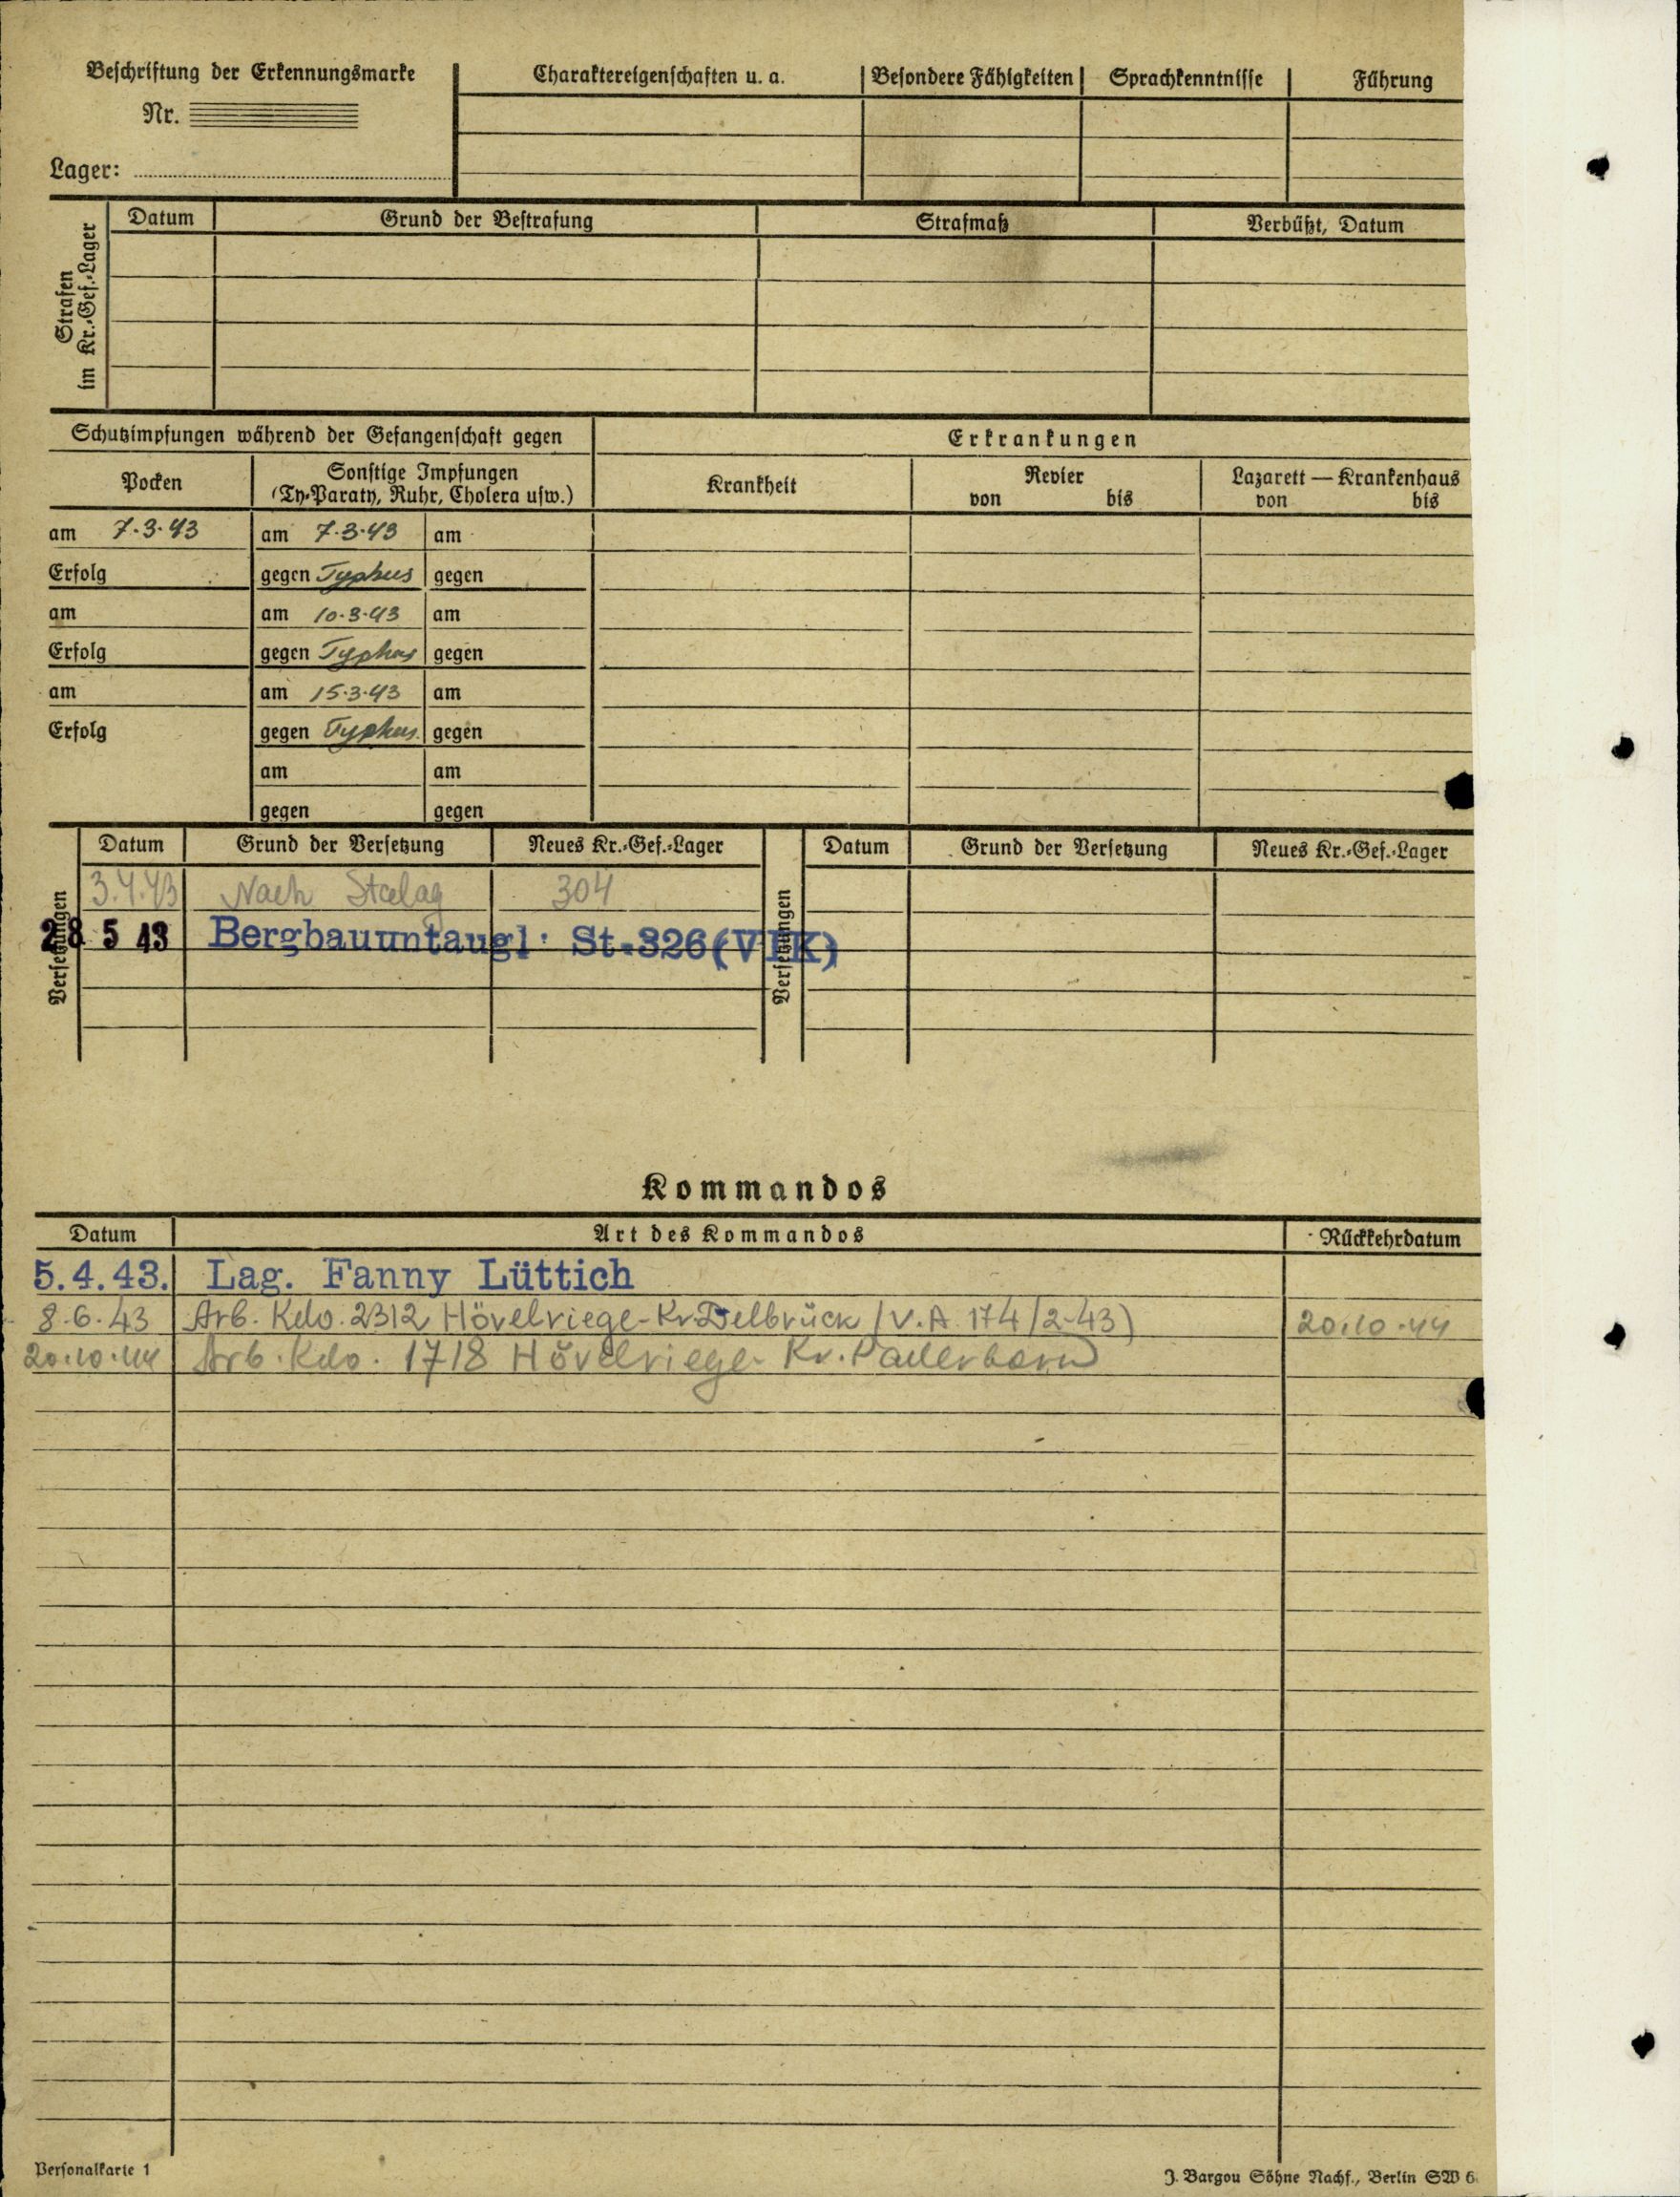 Beschriftung der Erkennungsmarke
Nr.
Lager:
Charaktereigenschaften u. a. Besondere Fähigkeiten Sprachkenntnisse Führung
Strafen im Kr.-Gef.-Lager
Datum Grund der Bestrafung Strafmaß Verbüßt, Datum
Schutzimpfungen während der Gefangenschaft gegen Erkrankungen
Pocken Sonstige Impfungen Krankheit Revier Lazarett — Krankenhaus
(Ty-Paraty, Ruhr, Cholera usw.) von bis von bis
am 7.3.43 am 7.3.43 am
Erfolg gegen Typhus gegen
am am 10.3.43 am
Erfolg gegen Typhus gegen
am am 15.3.43 am
Erfolg gegen Typhus. gegen
am am
gegen gegen
Versetzungen Datum Grund der Versetzung Neues Kr.-Gef.-Lager Versetzungen Datum Grund der Versetzung Neues Kr.-Gef.-Lager
3.4.43 Nach Stalag 304
28 5 43 Bergbauuntaugl. St.326(VIK)
Kommandos
Datum Art des Kommandos Rückkehrdatum
5.4.43. Lag. Fanny Lüttich
8.6.43 Arb. Kdo. 2312 Hövelriege-Kr.Delbrück (V.A. 174/2-43) 20.10.44
20.10.44 Arb. Kdo. 1718 Hövelriege Kr. Paderborn
Personalkarte 1
J. Bargou Söhne Nachf., Berlin SW 6